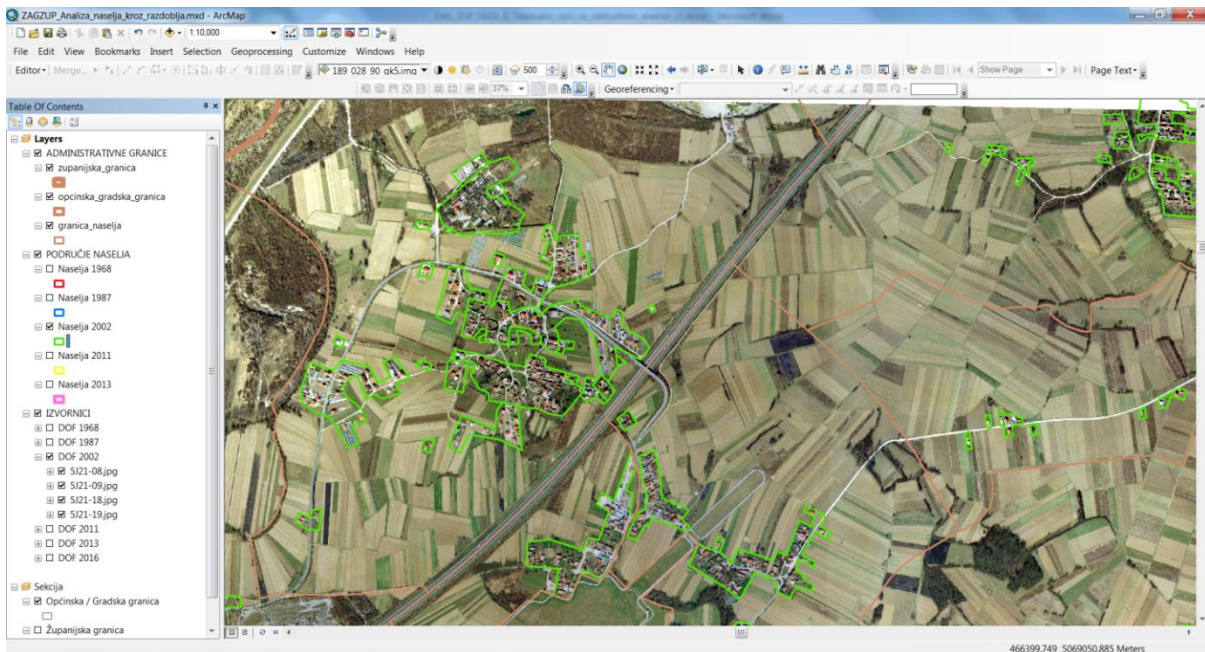 ZAGZUP_Analiza_naselja_kroz_razdoblja.mxd - ArcMap
1:10,000
File Edit View Bookmarks Insert Selection Geoprocessing Customize Windows Help
Editor Merge... 189_028_90_gk5.img 500 Show Page Page Text
37% Georeferencing
Table Of Contents
Layers
ADMINISTRATIVNE GRANICE
zupanijska_granica
opcinska_gradska_granica
granica_naselja
PODRUČJE NASELJA
Naselja 1968
Naselja 1987
Naselja 2002
Naselja 2011
Naselja 2013
IZVORNICI
DOF 1968
DOF 1987
DOF 2002
5J21-08.jpg
5J21-09.jpg
5J21-18.jpg
5J21-19.jpg
DOF 2011
DOF 2013
DOF 2016
Sekcija
Općinska / Gradska granica
Županijska granica
466399,749 5069050,885 Meters